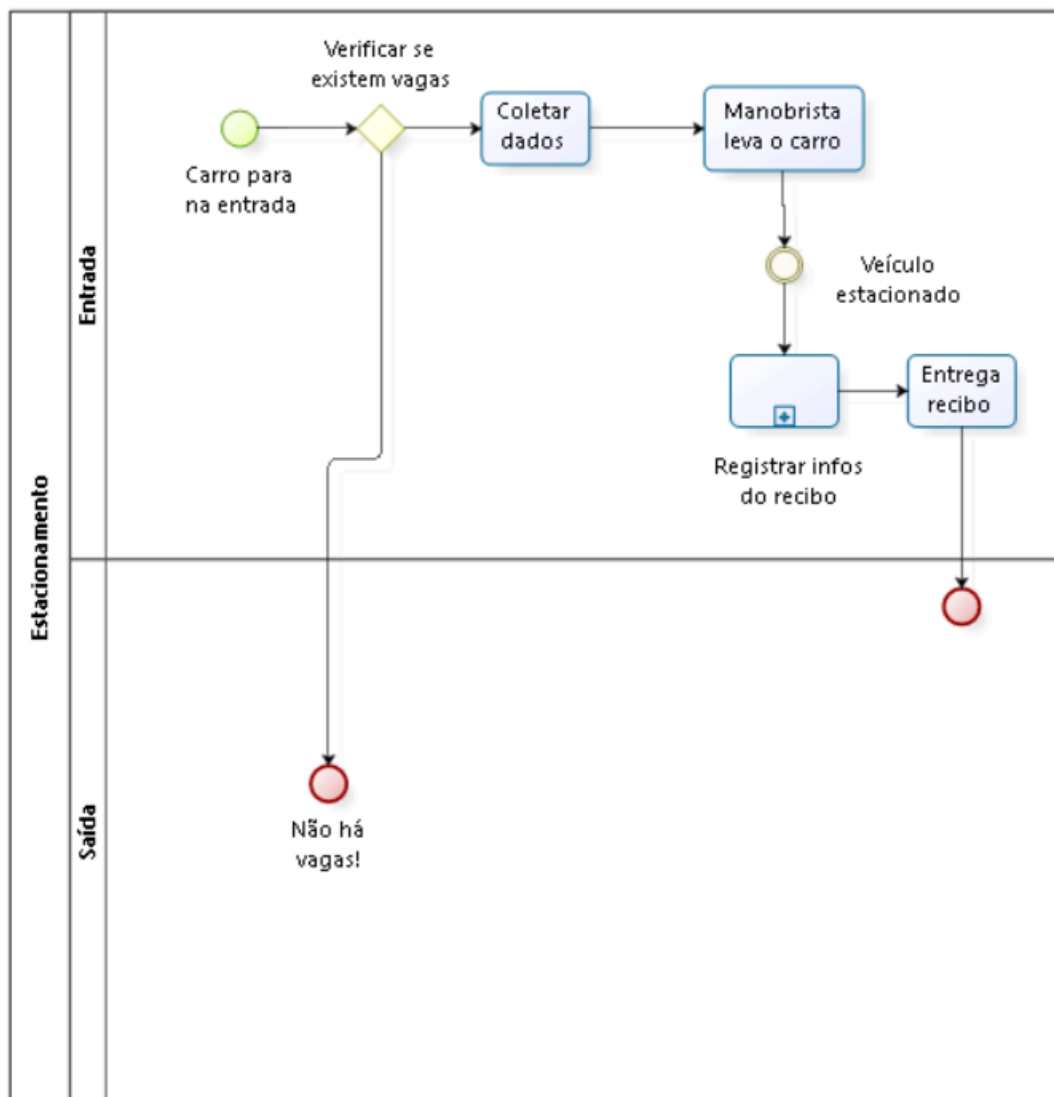 Estacionamento
Entrada
Verificar se
existem vagas
Carro para
na entrada
Coletar
dados
Manobrista
leva o carro
Veículo
estacionado
Registrar infos
do recibo
Entrega
recibo
Saída
Não há
vagas!